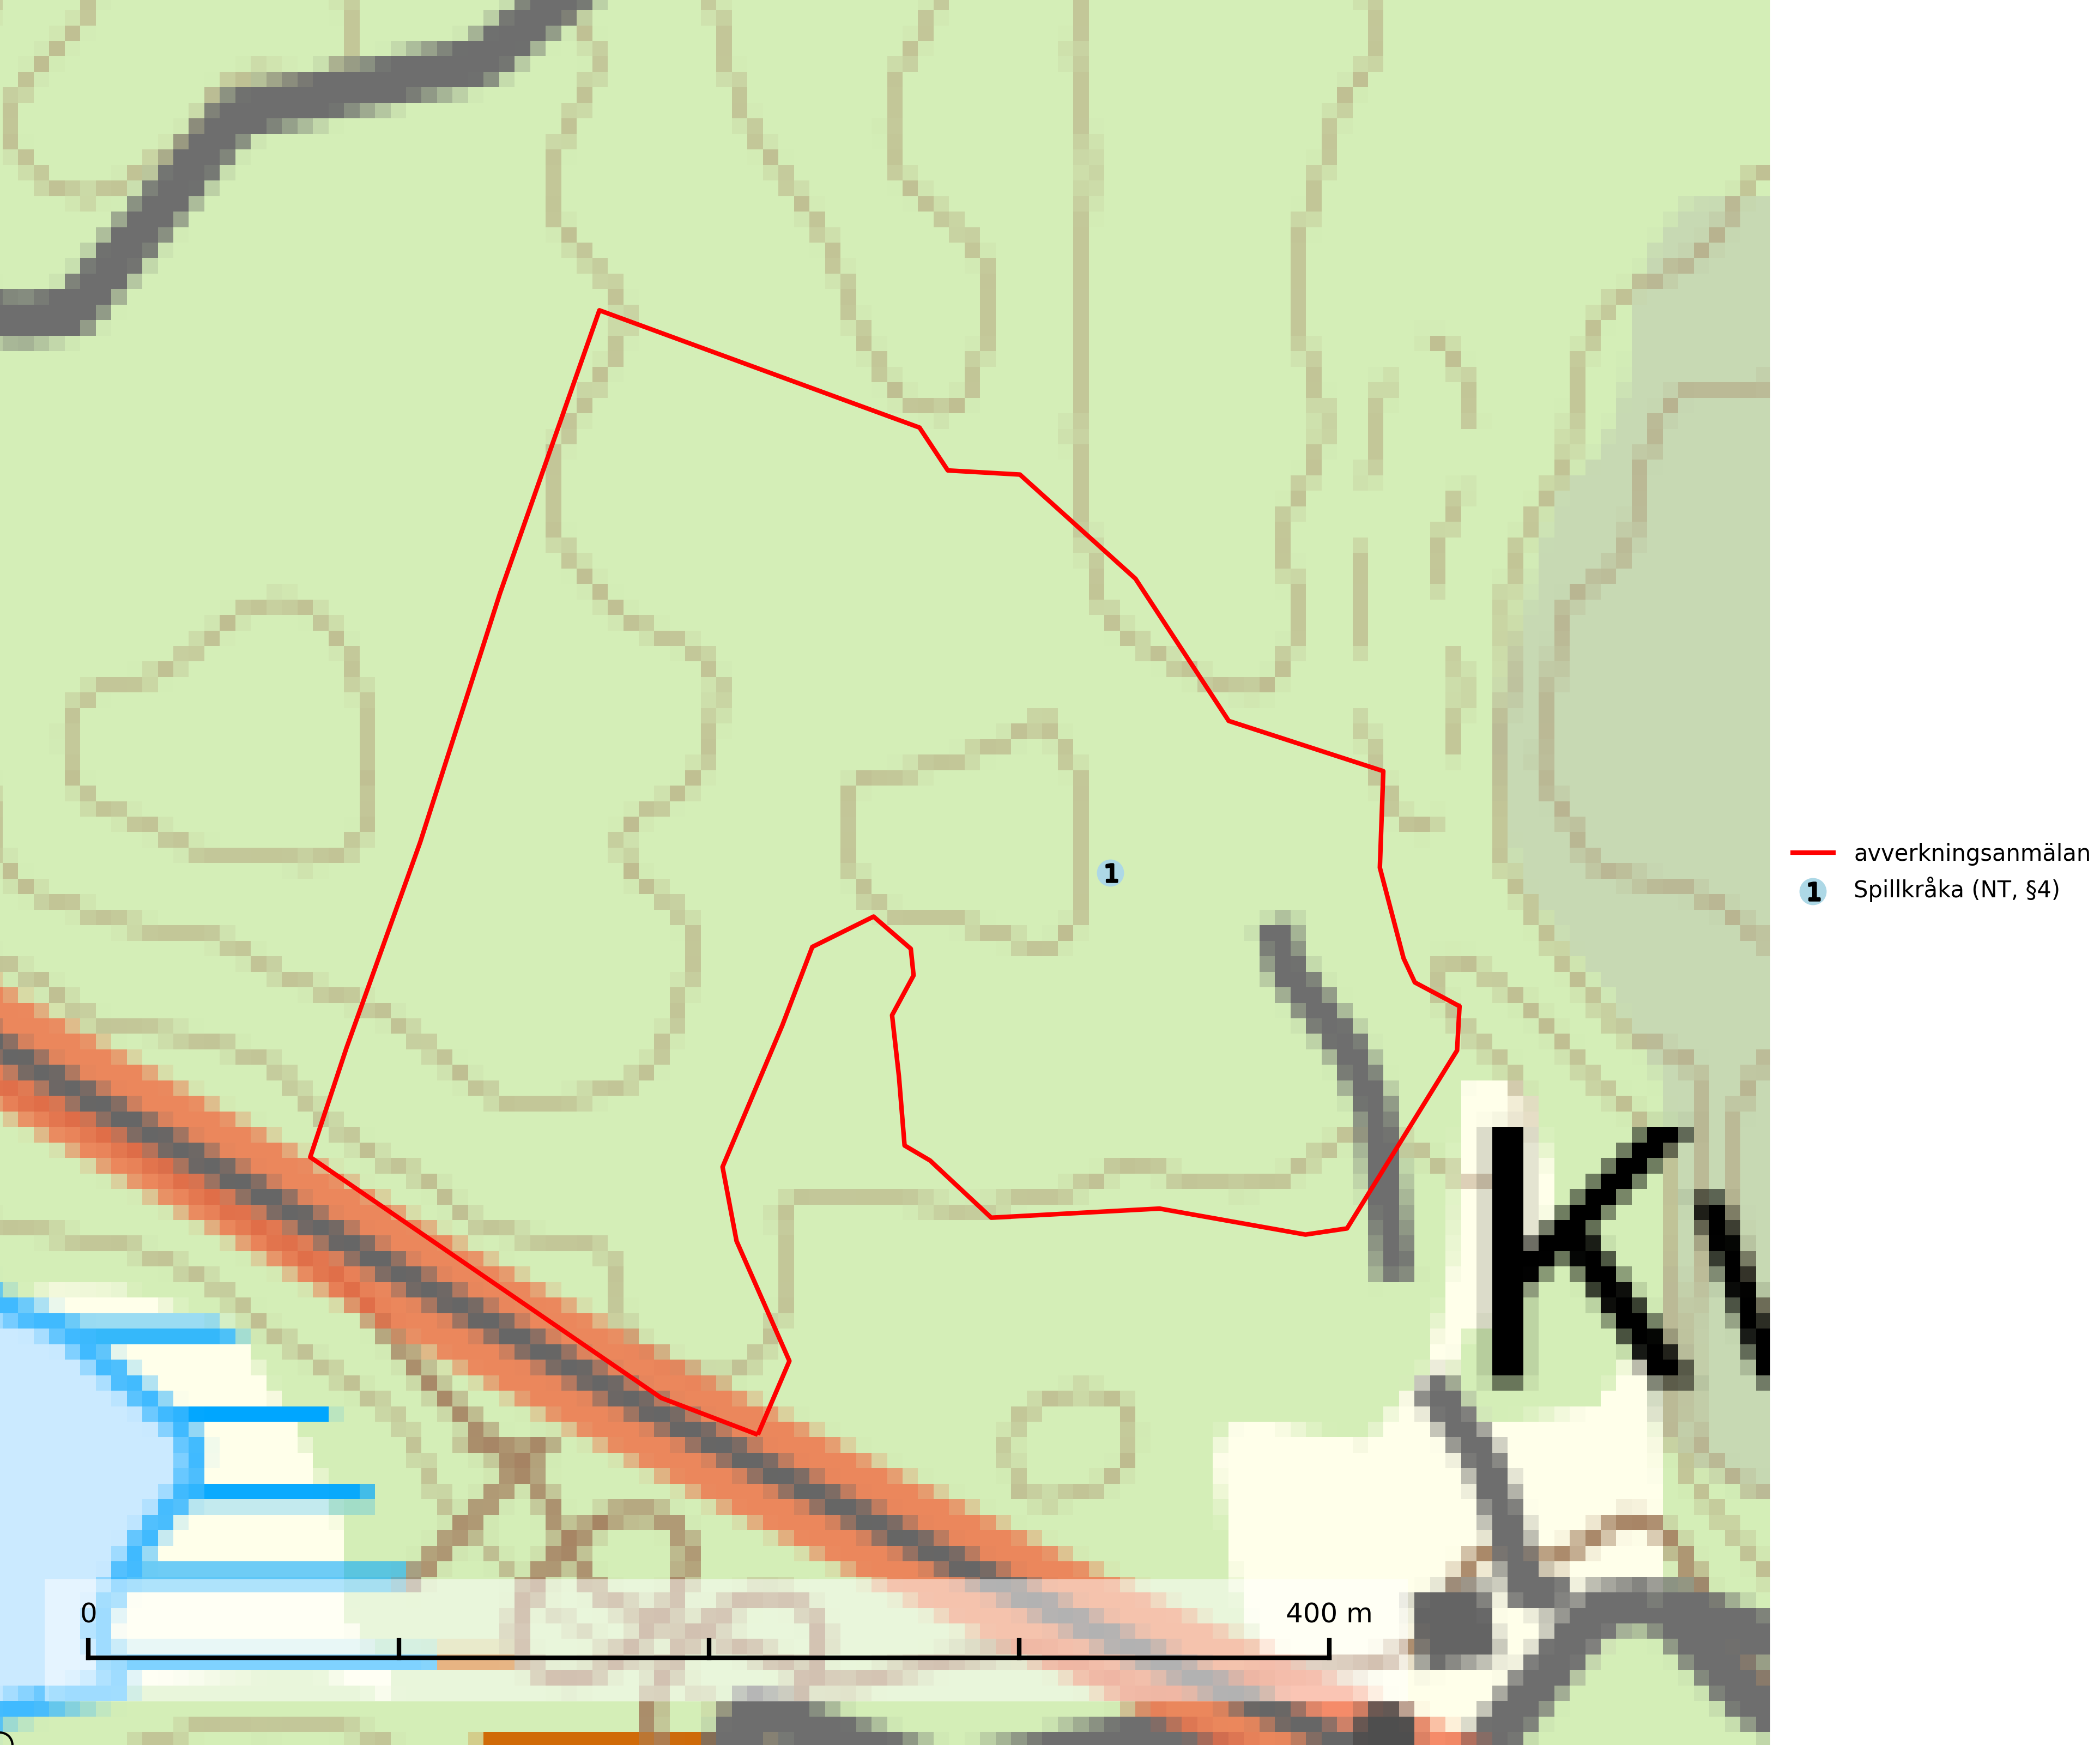 1
avverkningsanmälan
1 Spillkråka (NT, §4)
K
0 400 m